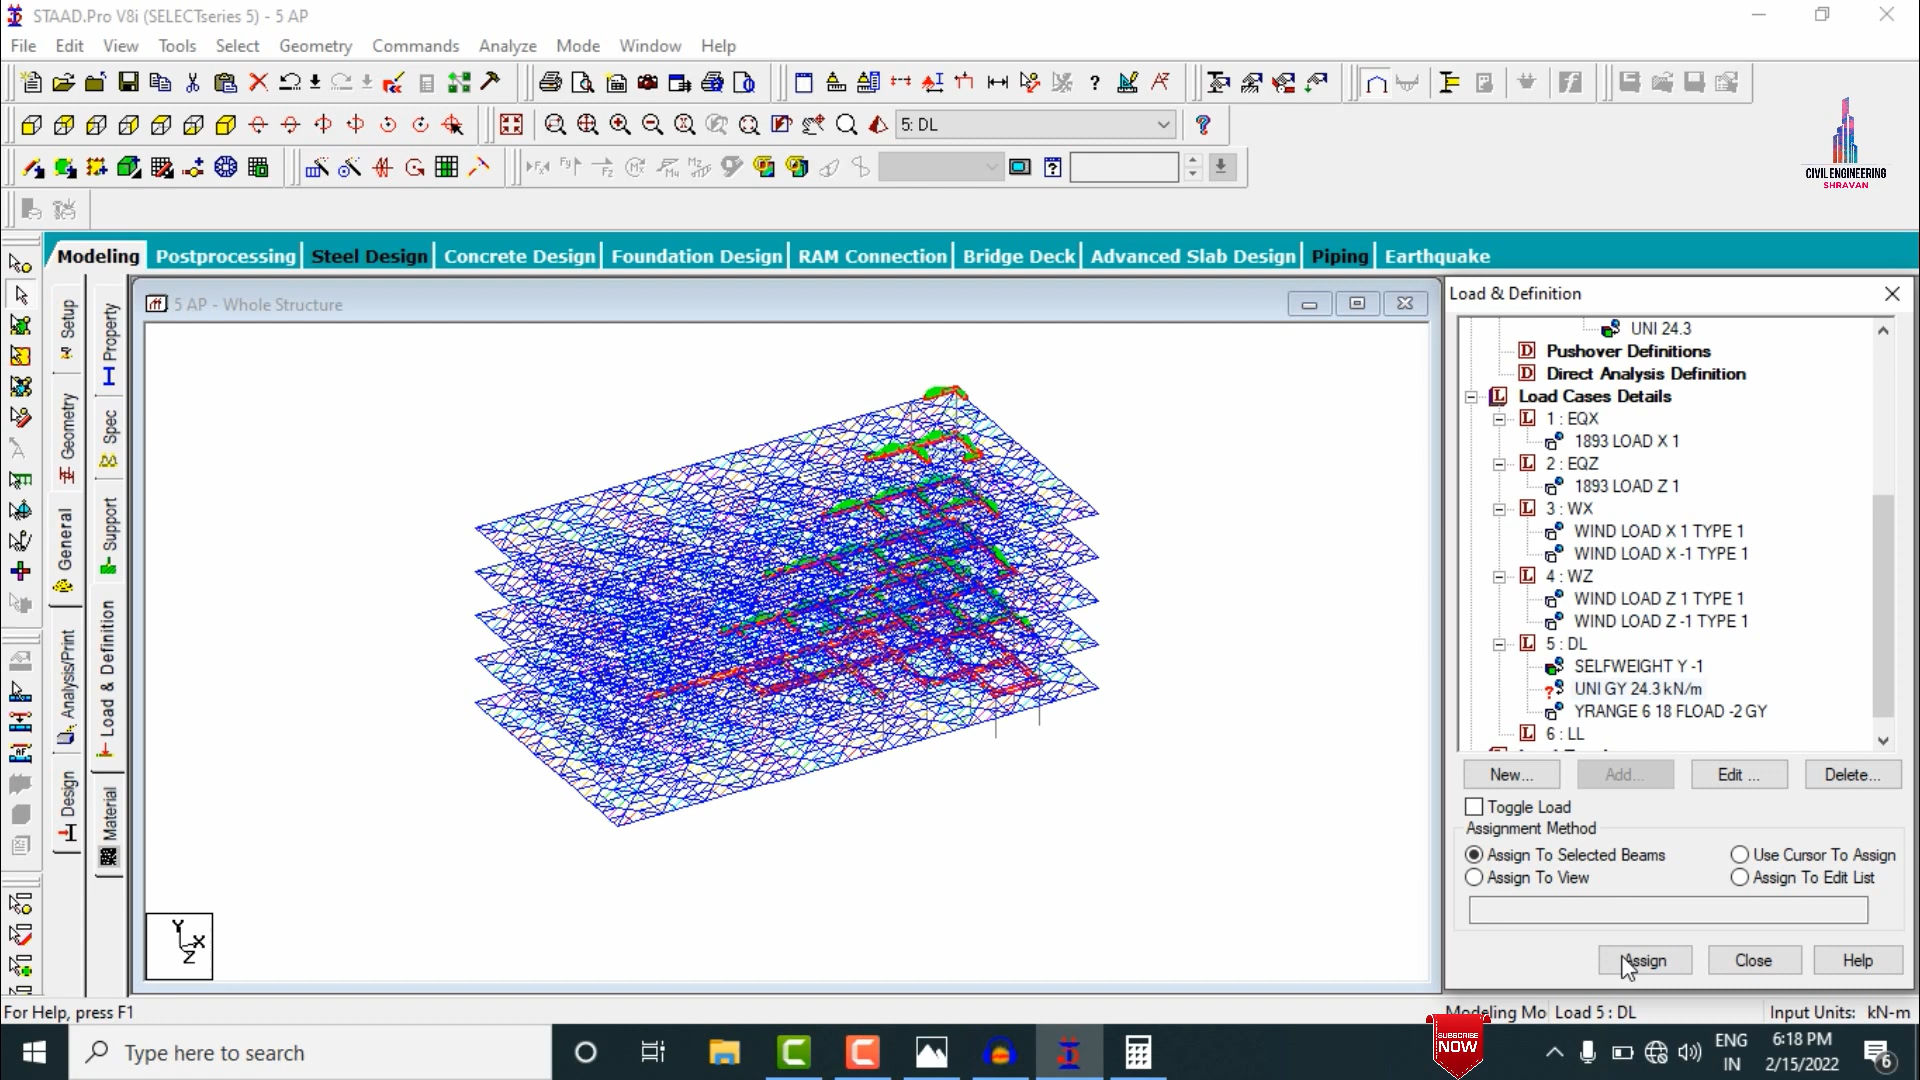 STAAD.Pro V8i (SELECTseries 5) - 5 AP
File Edit View Tools Select Geometry Commands Analyze Mode Window Help
5: DL
CIVIL ENGINEERING
SHRAVAN
Modeling Postprocessing Steel Design Concrete Design Foundation Design RAM Connection Bridge Deck Advanced Slab Design Piping Earthquake
Setup
Geometry
General
Analysis/Print
Design
Property
Spec
Support
Load & Definition
Material
5 AP - Whole Structure
Y
X
Z
Load & Definition
UNI 24.3
Pushover Definitions
Direct Analysis Definition
Load Cases Details
1 : EQX
1893 LOAD X 1
2 : EQZ
1893 LOAD Z 1
3 : WX
WIND LOAD X 1 TYPE 1
WIND LOAD X -1 TYPE 1
4 : WZ
WIND LOAD Z 1 TYPE 1
WIND LOAD Z -1 TYPE 1
5 : DL
SELFWEIGHT Y -1
UNI GY 24.3 kN/m
YRANGE 6 18 FLOAD -2 GY
6 : LL
New... Add... Edit ... Delete...
Toggle Load
Assignment Method
Assign To Selected Beams Use Cursor To Assign
Assign To View Assign To Edit List
Assign Close Help
For Help, press F1
Modeling Mo Load 5 : DL Input Units: kN-m
SUBSCRIBE
NOW
Type here to search
ENG
IN
6:18 PM
2/15/2022
6